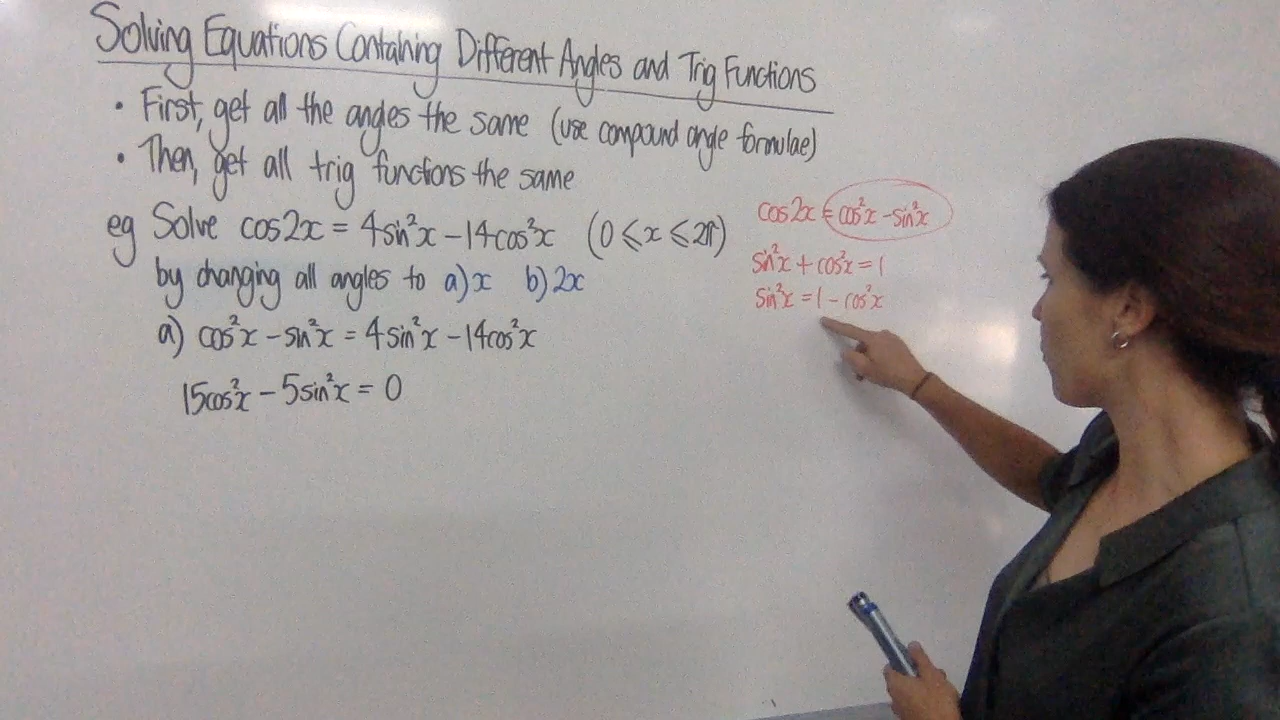 Solving Equations Containing Different Angles and Trig Functions
• First, get all the angles the same (use compound angle formulae)
• Then, get all trig functions the same
eg Solve cos2x = 4sin²x - 14cos²x (0 ≤ x ≤ 2π)
by changing all angles to a) x b) 2x
a) cos²x - sin²x = 4sin²x - 14cos²x
15cos²x - 5sin²x = 0
cos2x = cos²x - sin²x
sin²x + cos²x = 1
sin²x = 1 - cos²x